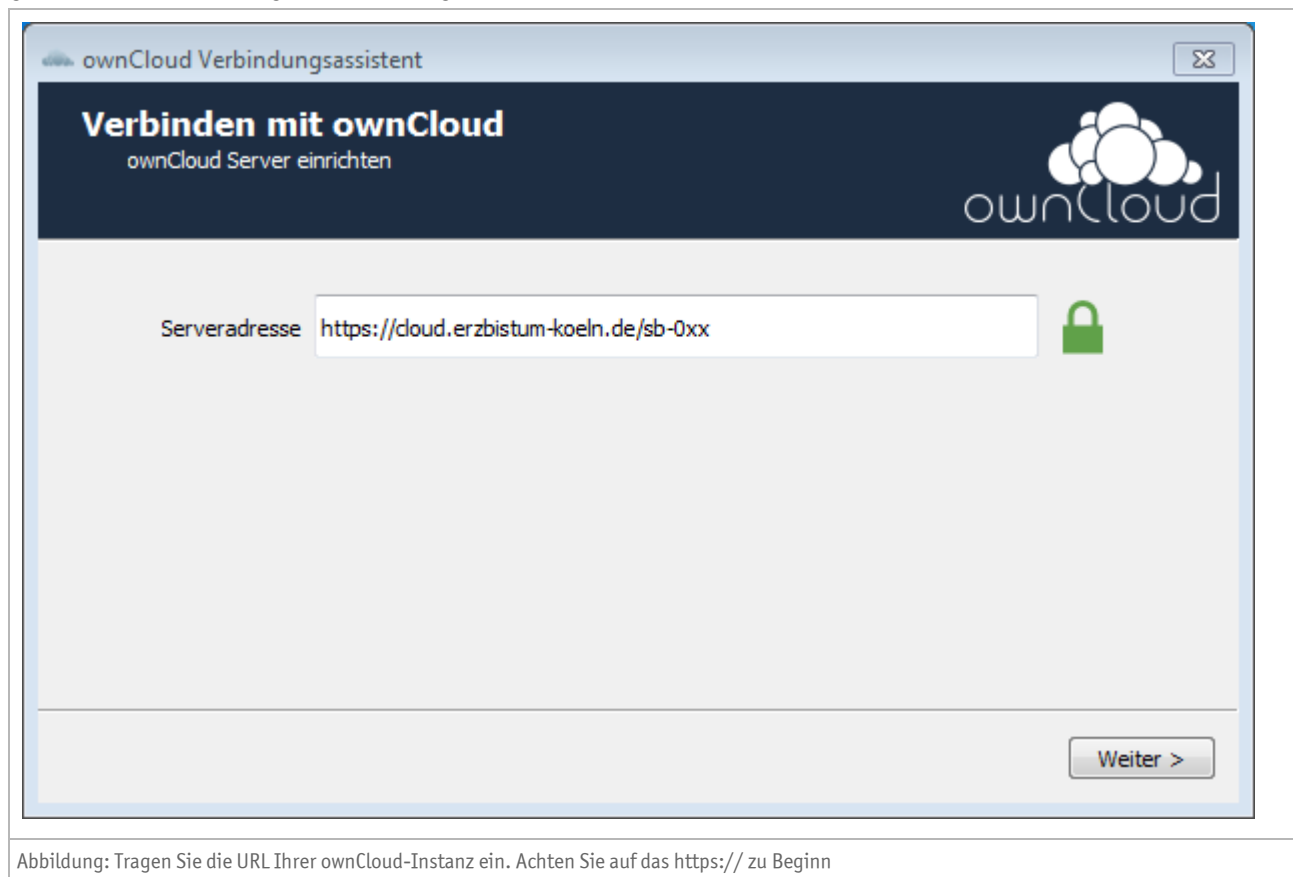 ownCloud Verbindungsassistent
Verbinden mit ownCloud
ownCloud Server einrichten
ownCloud
Serveradresse https://cloud.erzbistum-koeln.de/sb-0xx
Weiter >
Abbildung: Tragen Sie die URL Ihrer ownCloud-Instanz ein. Achten Sie auf das https:// zu Beginn